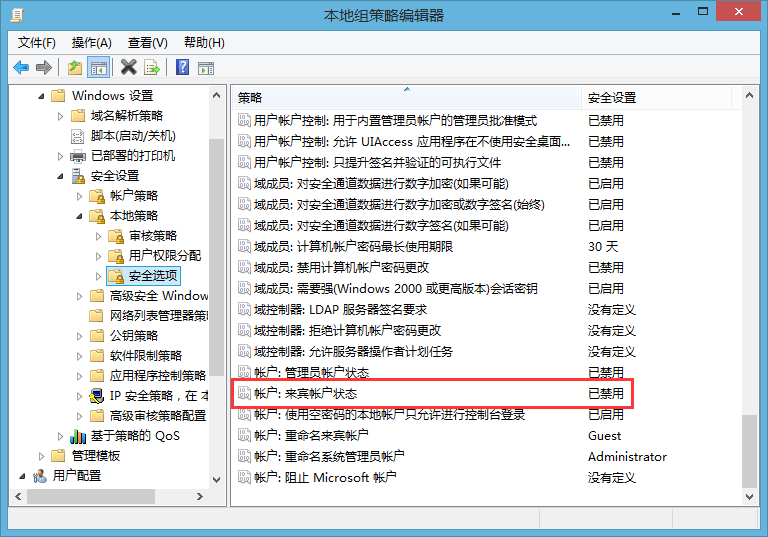 本地组策略编辑器
文件(F) 操作(A) 查看(V) 帮助(H)
Windows 设置
域名解析策略
脚本(启动/关机)
已部署的打印机
安全设置
帐户策略
本地策略
审核策略
用户权限分配
安全选项
高级安全 Window
网络列表管理器策
公钥策略
软件限制策略
应用程序控制策略
IP 安全策略，在 本
高级审核策略配置
基于策略的 QoS
管理模板
用户配置
策略 安全设置
用户帐户控制: 用于内置管理员帐户的管理员批准模式 已禁用
用户帐户控制: 允许 UIAccess 应用程序在不使用安全桌面... 已禁用
用户帐户控制: 只提升签名并验证的可执行文件 已禁用
域成员: 对安全通道数据进行数字加密(如果可能) 已启用
域成员: 对安全通道数据进行数字加密或数字签名(始终) 已启用
域成员: 对安全通道数据进行数字签名(如果可能) 已启用
域成员: 计算机帐户密码最长使用期限 30 天
域成员: 禁用计算机帐户密码更改 已禁用
域成员: 需要强(Windows 2000 或更高版本)会话密钥 已启用
域控制器: LDAP 服务器签名要求 没有定义
域控制器: 拒绝计算机帐户密码更改 没有定义
域控制器: 允许服务器操作者计划任务 没有定义
帐户: 管理员帐户状态 已禁用
帐户: 来宾帐户状态 已禁用
帐户: 使用空密码的本地帐户只允许进行控制台登录 已启用
帐户: 重命名来宾帐户 Guest
帐户: 重命名系统管理员帐户 Administrator
帐户: 阻止 Microsoft 帐户 没有定义